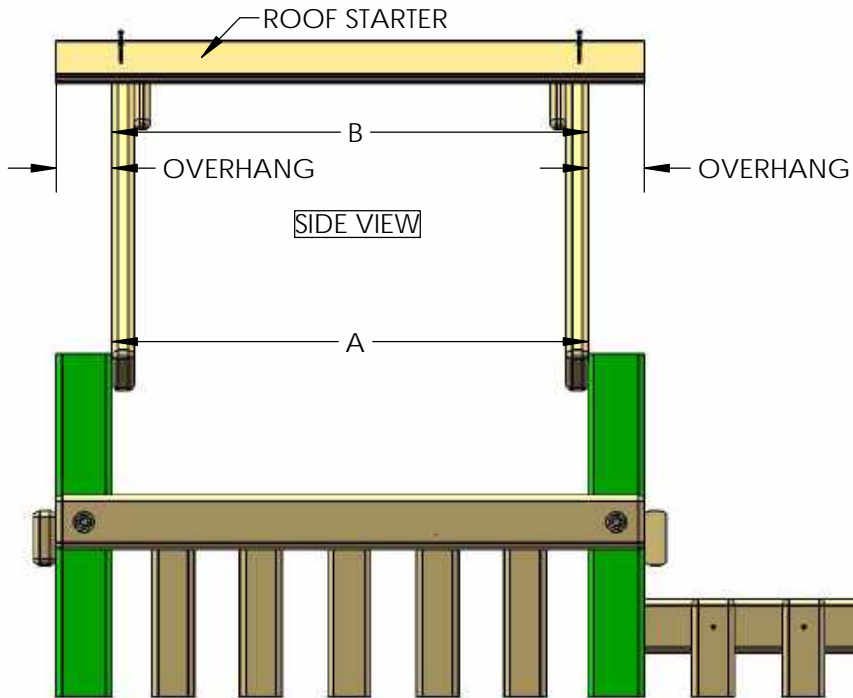 ROOF STARTER
B
OVERHANG
OVERHANG
SIDE VIEW
A